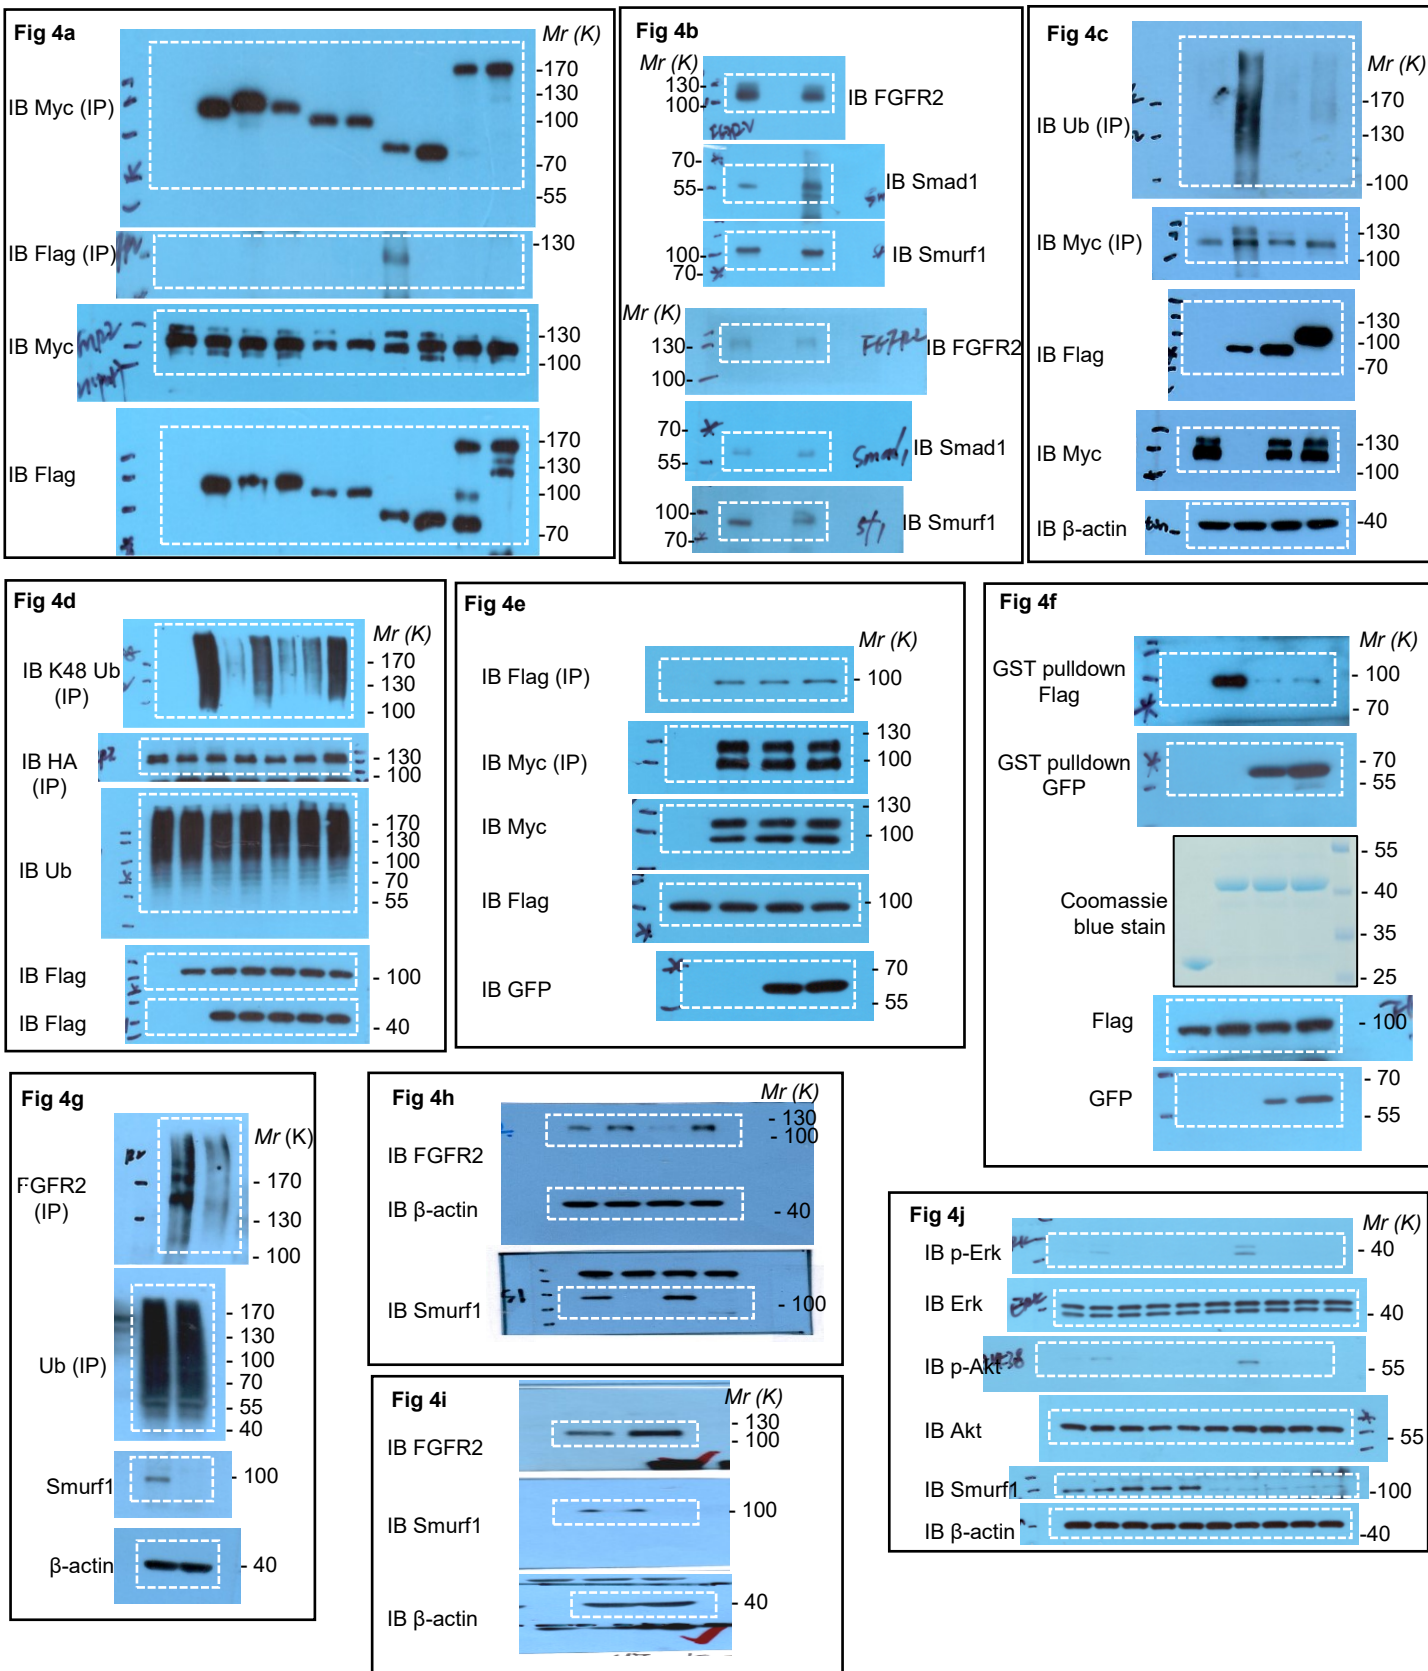 Fig 4a
Mr (K)
IB Myc (IP)
-170
-130
-100
-70
-55
IB Flag (IP)
-130
IB Myc
-130
-100
IB Flag
-170
-130
-100
-70
Fig 4b
Mr (K)
130-
100-
IB FGFR2
70-
55-
IB Smad1
100-
70-
IB Smurf1
Mr (K)
130-
100-
FGFR2
IB FGFR2
70-
55-
Smad1
IB Smad1
100-
70-
Sf1
IB Smurf1
Fig 4c
Mr (K)
IB Ub (IP)
-170
-130
-100
IB Myc (IP)
-130
-100
IB Flag
-130
-100
-70
IB Myc
-130
-100
IB β-actin
-40
Fig 4d
Mr (K)
IB K48 Ub
(IP)
- 170
- 130
- 100
IB HA
(IP)
- 130
- 100
IB Ub
- 170
- 130
- 100
- 70
- 55
IB Flag
- 100
IB Flag
- 40
Fig 4e
Mr (K)
IB Flag (IP)
- 100
IB Myc (IP)
- 130
- 100
IB Myc
- 130
- 100
IB Flag
- 100
IB GFP
- 70
- 55
Fig 4f
Mr (K)
GST pulldown
Flag
- 100
- 70
GST pulldown
GFP
- 70
- 55
Coomassie
blue stain
- 55
- 40
- 35
- 25
Flag
- 100
GFP
- 70
- 55
Fig 4g
Mr (K)
FGFR2
(IP)
- 170
- 130
- 100
Ub (IP)
- 170
- 130
- 100
- 70
- 55
- 40
Smurf1
- 100
β-actin
- 40
Fig 4h
Mr (K)
IB FGFR2
- 130
- 100
IB β-actin
- 40
IB Smurf1
- 100
Fig 4i
Mr (K)
IB FGFR2
- 130
- 100
IB Smurf1
- 100
IB β-actin
- 40
Fig 4j
Mr (K)
IB p-Erk
- 40
IB Erk
- 40
IB p-Akt
- 55
IB Akt
- 55
IB Smurf1
-100
IB β-actin
-40